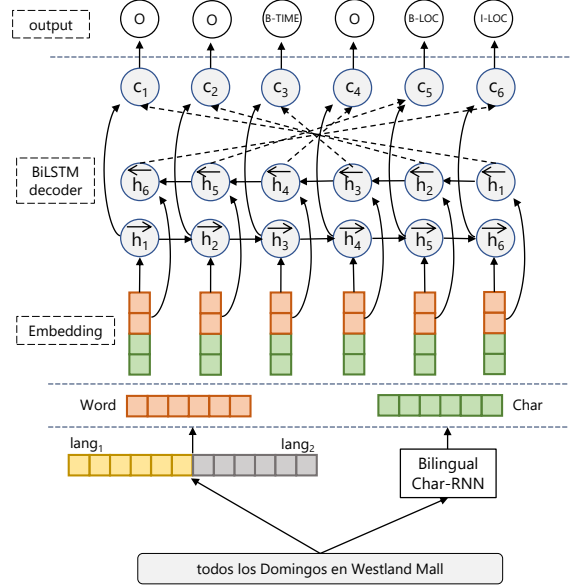 output
O O B-TIME O B-LOC I-LOC
c1 c2 c3 c4 c5 c6
BiLSTM
decoder
h6 h5 h4 h3 h2 h1
h1 h2 h3 h4 h5 h6
Embedding
Word
Char
lang1
lang2
Bilingual
Char-RNN
todos los Domingos en Westland Mall